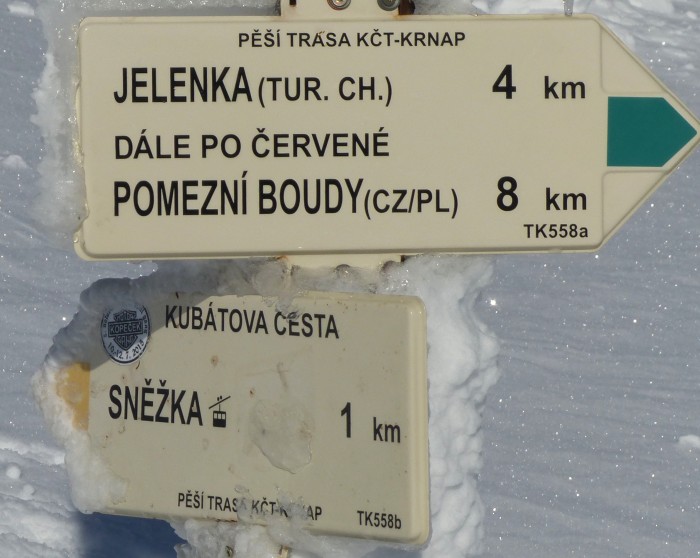 PĚŠÍ TRASA KČT-KRNAP
JELENKA (TUR. CH.) 4 km
DÁLE PO ČERVENÉ
POMEZNÍ BOUDY (CZ/PL) 8 km
TK558a
KUBÁTOVA CESTA
KOPEČEK
SNĚŽKA 1 km
PĚŠÍ TRASA KČT-KRNAP
TK558b